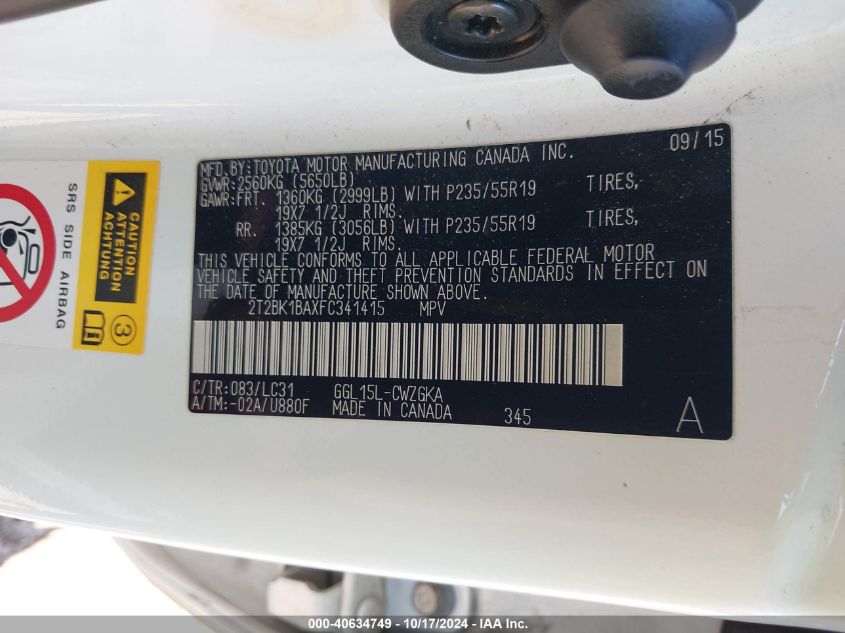 MFD.BY:TOYOTA MOTOR MANUFACTURING CANADA INC. 09/15
GVWR:2560KG (5650LB)
GAWR:FRT. 1360KG (2999LB) WITH P235/55R19 TIRES,
19X7 1/2J RIMS.
RR. 1385KG (3056LB) WITH P235/55R19 TIRES,
19X7 1/2J RIMS.
THIS VEHICLE CONFORMS TO ALL APPLICABLE FEDERAL MOTOR
VEHICLE SAFETY AND THEFT PREVENTION STANDARDS IN EFFECT ON
THE DATE OF MANUFACTURE SHOWN ABOVE.
2T2BK1BAXFC341415 MPV
C/TR:083/LC31 GGL15L-CWZGKA
A/TM:-02A/U880F MADE IN CANADA 345 A
SRS SIDE AIRBAG
CAUTION
ATTENTION
ACHTUNG
3
000-40634749 | 10/17/2024 - IAA Inc.